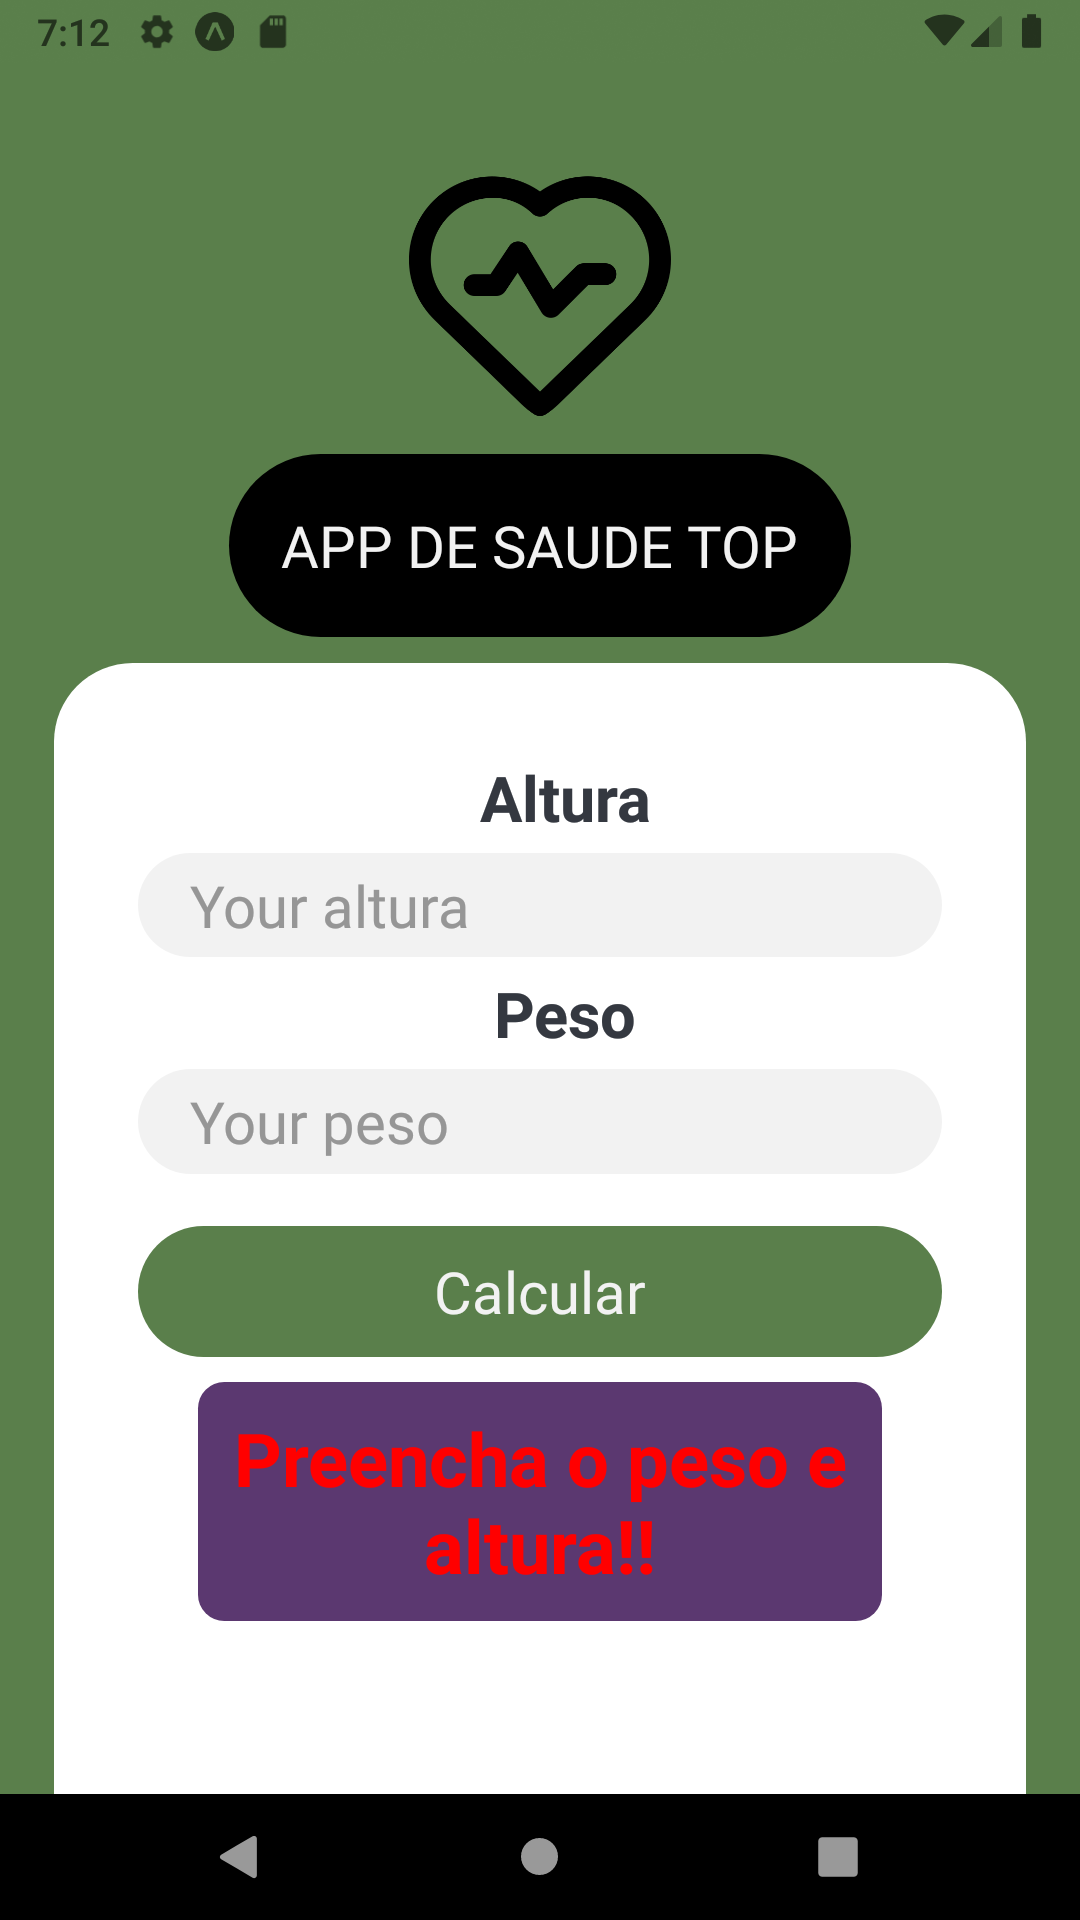 7:12
APP DE SAUDE TOP
Altura
Your altura
Peso
Your peso
Calcular
Preencha o peso e
altura!!